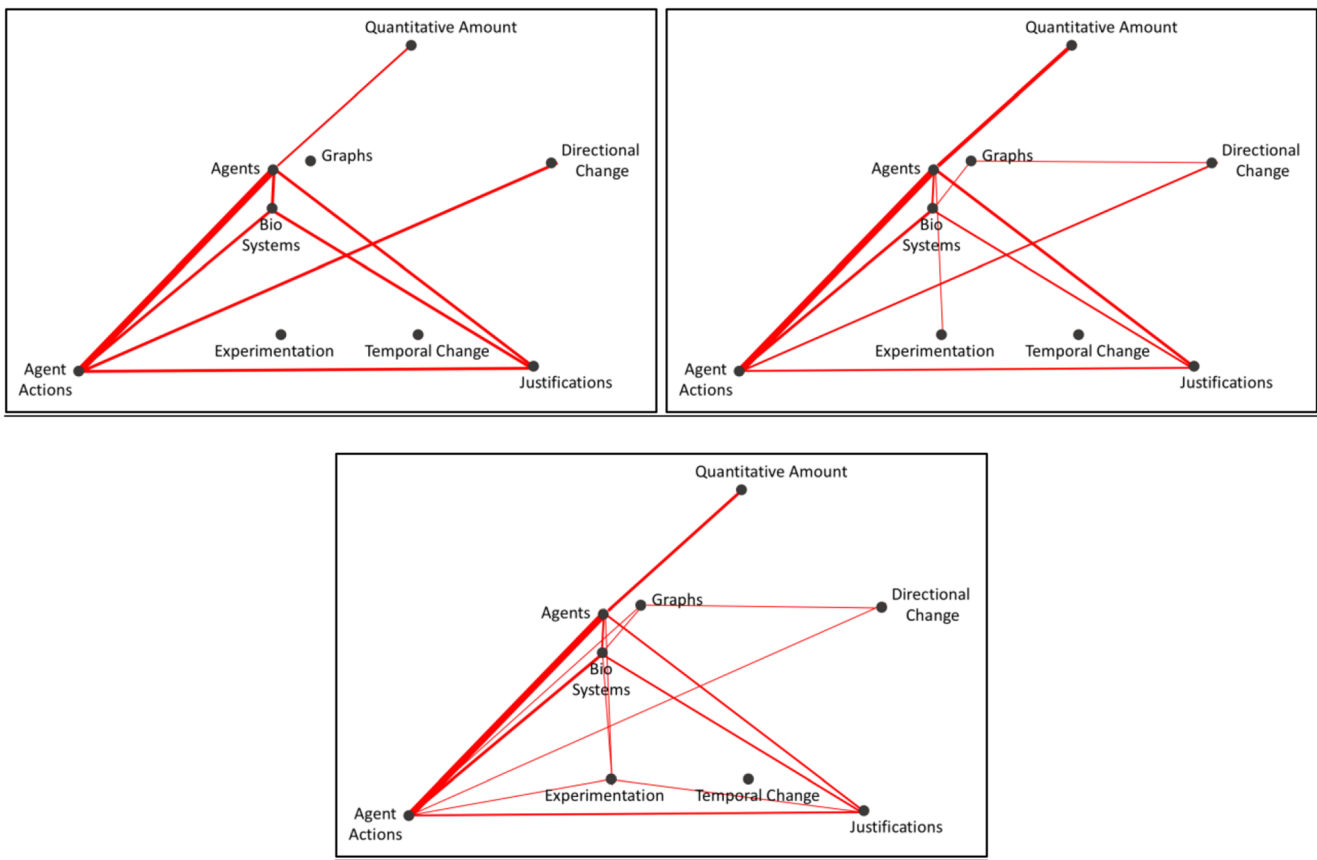 Quantitative Amount
Graphs
Agents
Directional
Change
Bio
Systems
Experimentation
Temporal Change
Agent
Actions
Justifications
Quantitative Amount
Graphs
Agents
Directional
Change
Bio
Systems
Experimentation
Temporal Change
Agent
Actions
Justifications
Quantitative Amount
Graphs
Agents
Directional
Change
Bio
Systems
Experimentation
Temporal Change
Agent
Actions
Justifications